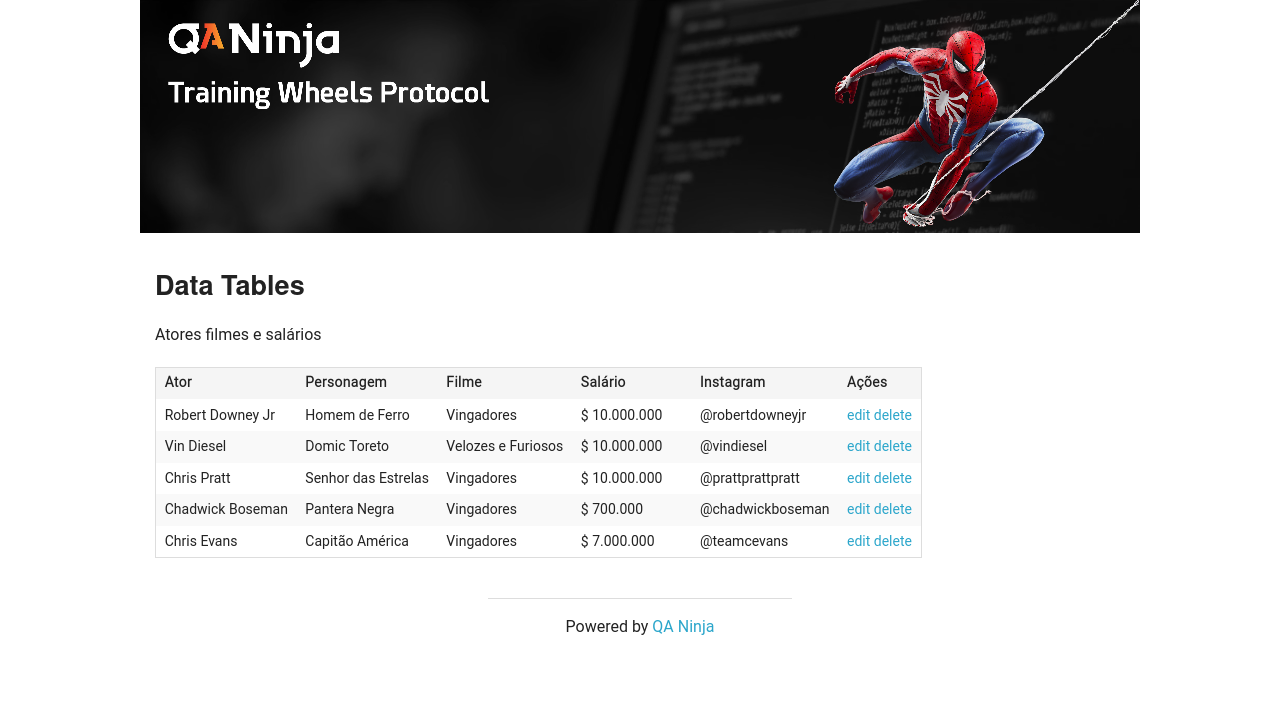 QANinja
Training Wheels Protocol
Data Tables
Atores filmes e salários
Ator Personagem Filme Salário Instagram Ações
Robert Downey Jr Homem de Ferro Vingadores $ 10.000.000 @robertdowneyjr edit delete
Vin Diesel Domic Toreto Velozes e Furiosos $ 10.000.000 @vindiesel edit delete
Chris Pratt Senhor das Estrelas Vingadores $ 10.000.000 @prattprattpratt edit delete
Chadwick Boseman Pantera Negra Vingadores $ 700.000 @chadwickboseman edit delete
Chris Evans Capitão América Vingadores $ 7.000.000 @teamcevans edit delete
Powered by QA Ninja